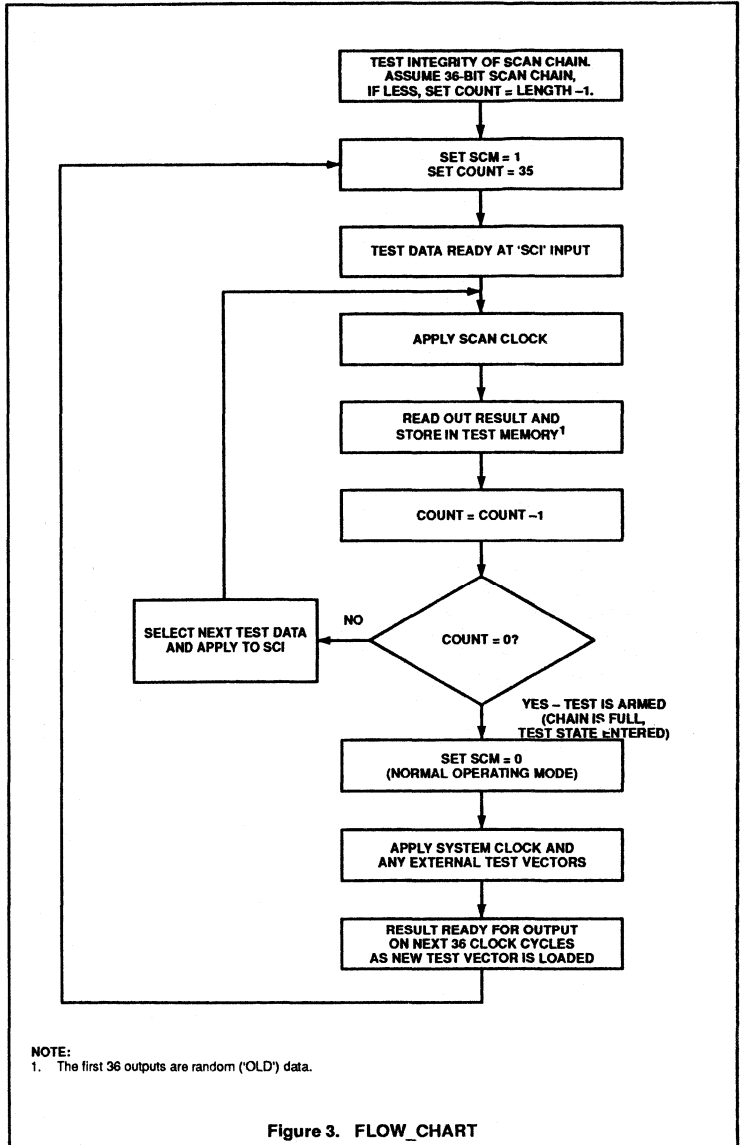 TEST INTEGRITY OF SCAN CHAIN.
ASSUME 36-BIT SCAN CHAIN,
IF LESS, SET COUNT = LENGTH –1.
SET SCM = 1
SET COUNT = 35
TEST DATA READY AT 'SCI' INPUT
APPLY SCAN CLOCK
READ OUT RESULT AND
STORE IN TEST MEMORY1
COUNT = COUNT –1
NO
SELECT NEXT TEST DATA
AND APPLY TO SCI
COUNT = 0?
YES – TEST IS ARMED
(CHAIN IS FULL,
TEST STATE ENTERED)
SET SCM = 0
(NORMAL OPERATING MODE)
APPLY SYSTEM CLOCK AND
ANY EXTERNAL TEST VECTORS
RESULT READY FOR OUTPUT
ON NEXT 36 CLOCK CYCLES
AS NEW TEST VECTOR IS LOADED
NOTE:
1. The first 36 outputs are random ('OLD') data.
Figure 3. FLOW_CHART